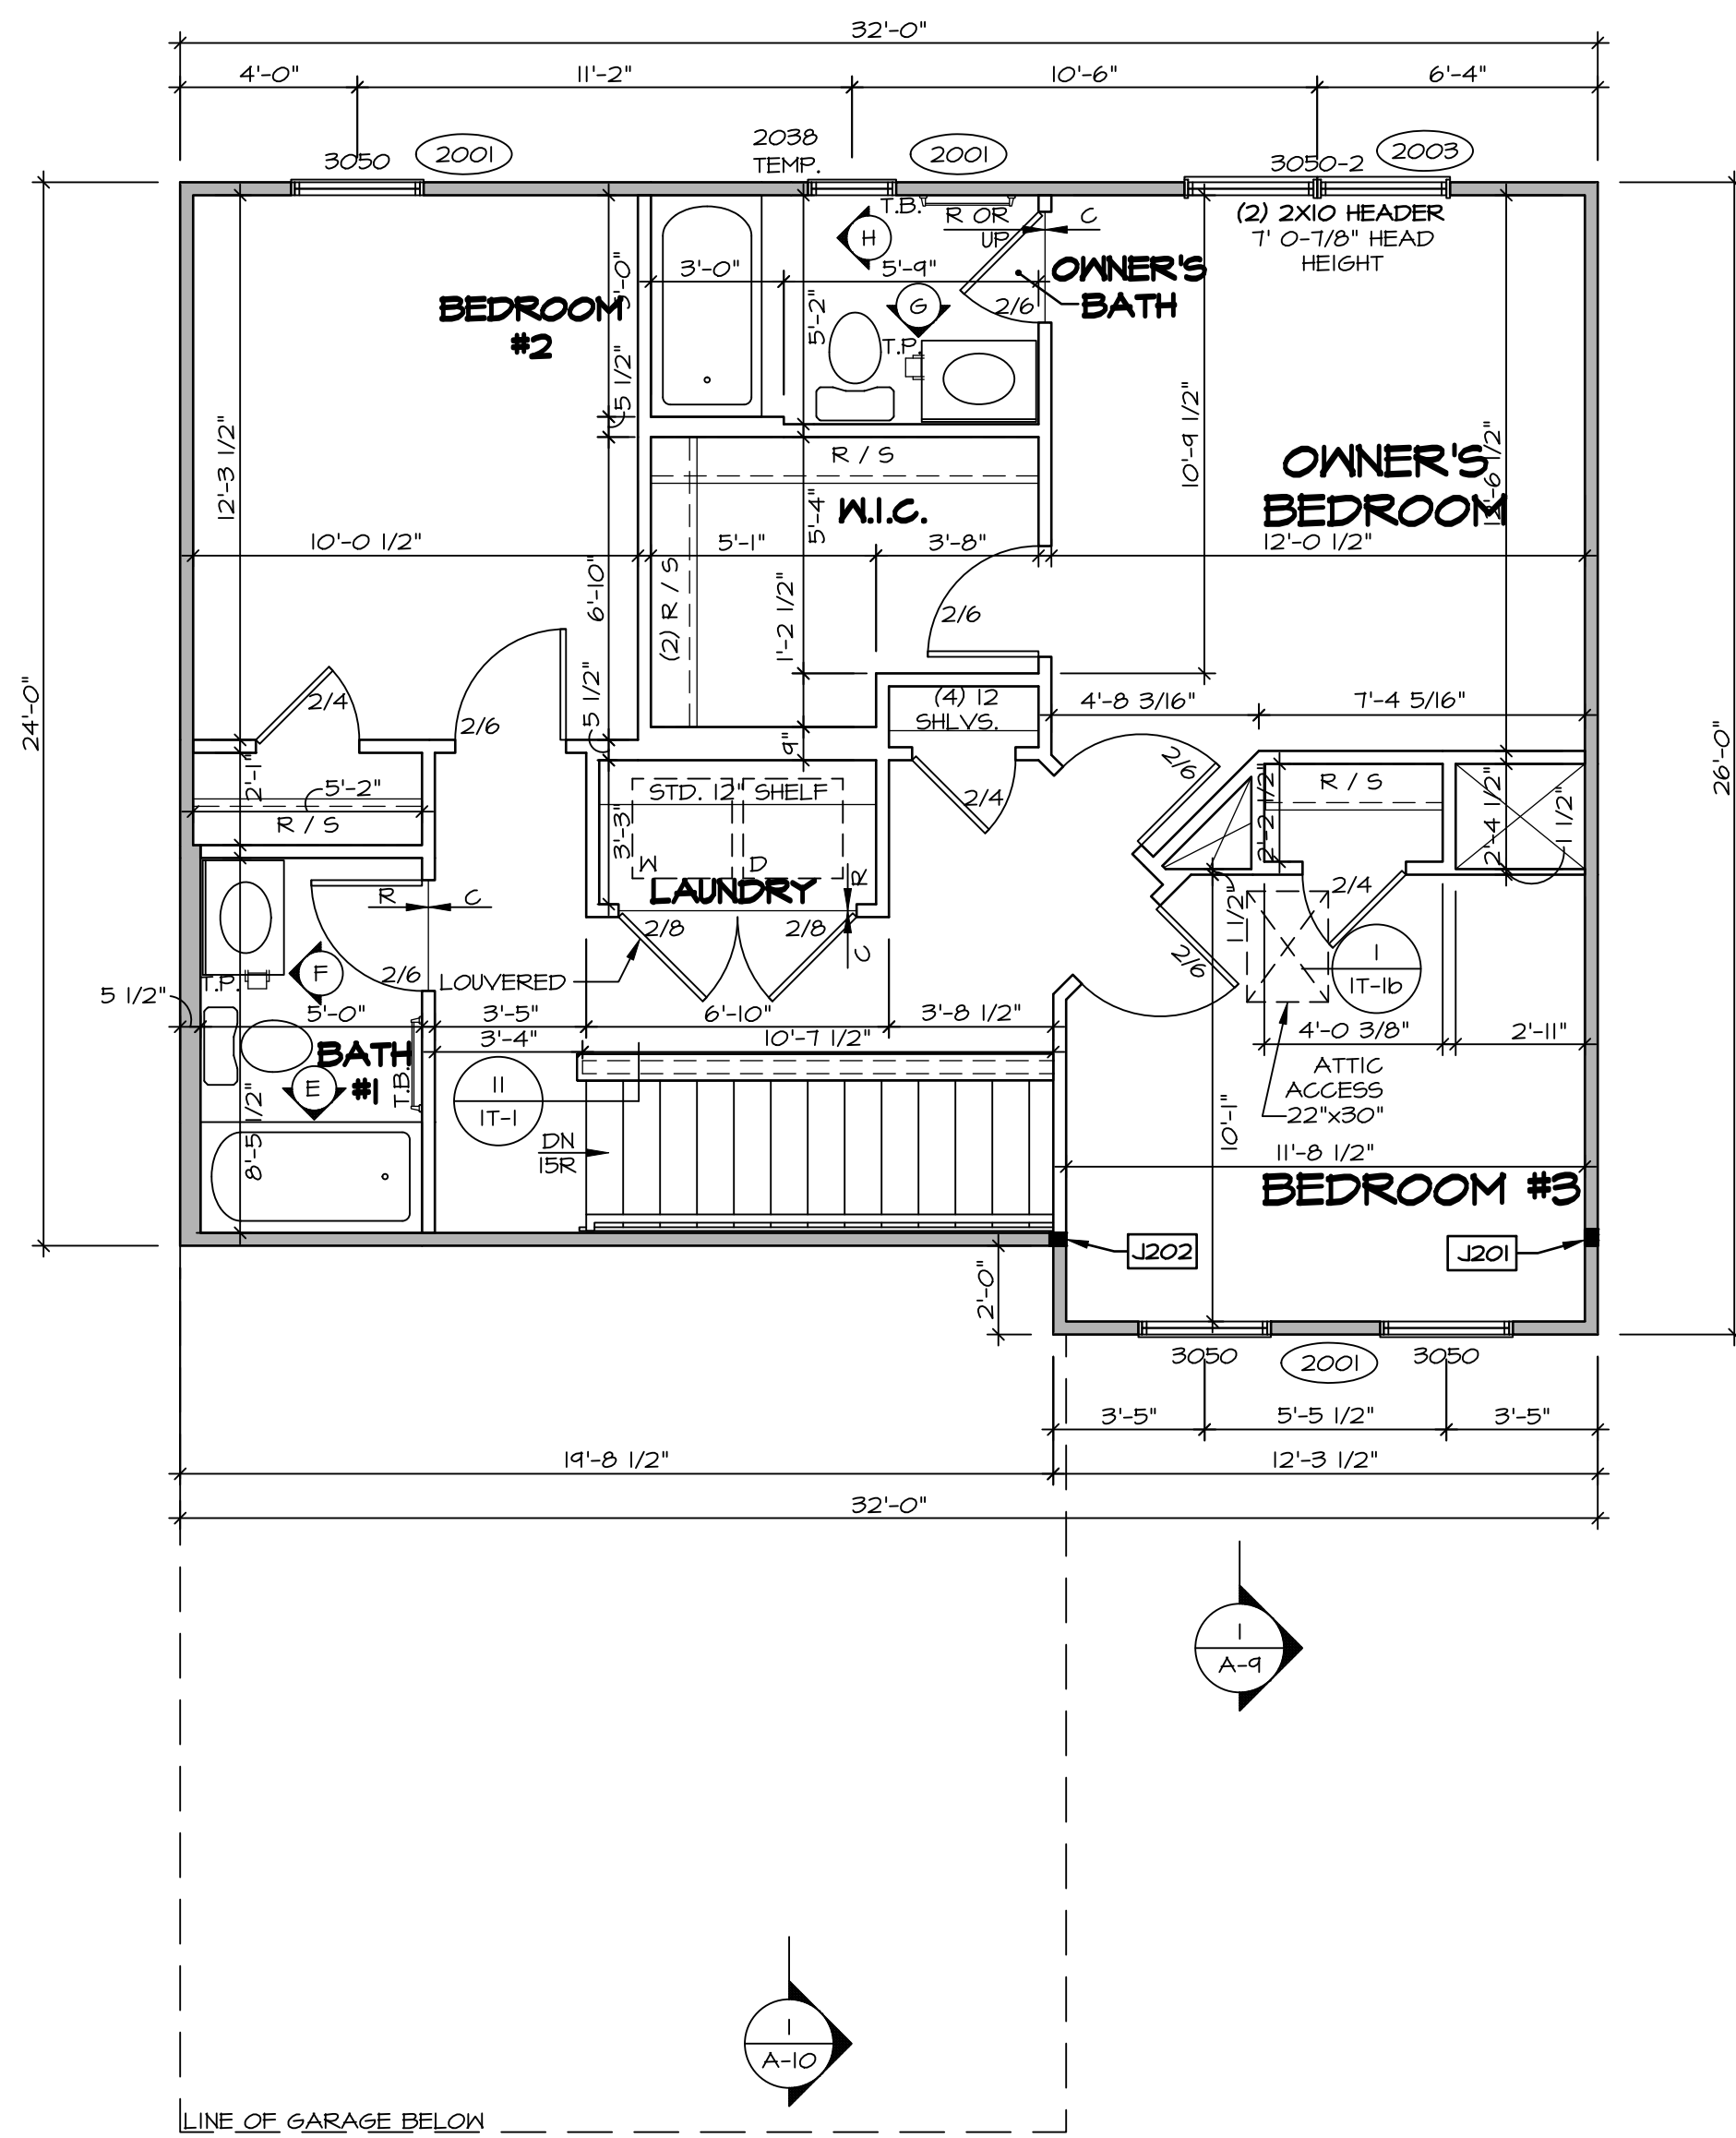 32'-0"
4'-0" 11'-2" 10'-6" 6'-4"
3050 2001 2038 TEMP. 2001 3050-2 2003
T.B. R OR UP C
(2) 2X10 HEADER
7' 0-7/8" HEAD
HEIGHT
H
3'-0" 5'-9"
OWNER'S
BATH
BEDROOM
#2
5'-2"
G
2/6
T.P.
5 1/2"
12'-3 1/2"
10'-9 1/2"
R / S
W.I.C.
5'-4"
OWNER'S
BEDROOM
10'-0 1/2" 5'-1" 3'-8" 12'-0 1/2"
6'-10"
(2) R / S
1'-2 1/2"
2/6
24'-0"
26'-0"
2/4
2/6
5 1/2"
9"
(4) 12
SHLVS.
4'-8 3/16" 7'-4 5/16"
2'-1"
5'-2"
R / S
STD. 12" SHELF
3'-3"
W D
LAUNDRY
2/4
2/6
2'-2 1/2"
R / S
2'-4 1/2"
1 1/2"
R C
2/8 2/8
R
C
2/4
1 1/2"
2/6
T.P.
F
2/6
LOUVERED
1
1T-1b
5 1/2"
5'-0" 3'-5" 6'-10" 3'-8 1/2"
3'-4" 10'-7 1/2"
4'-0 3/8" 2'-11"
BATH
#1
T.B.
E
8'-5 1/2"
11
1T-1
DN
15R
ATTIC
ACCESS
22"x30"
10'-1"
11'-8 1/2"
BEDROOM #3
J202 J201
2'-0"
3050 2001 3050
3'-5" 5'-5 1/2" 3'-5"
19'-8 1/2" 12'-3 1/2"
32'-0"
1
A-9
1
A-10
LINE OF GARAGE BELOW